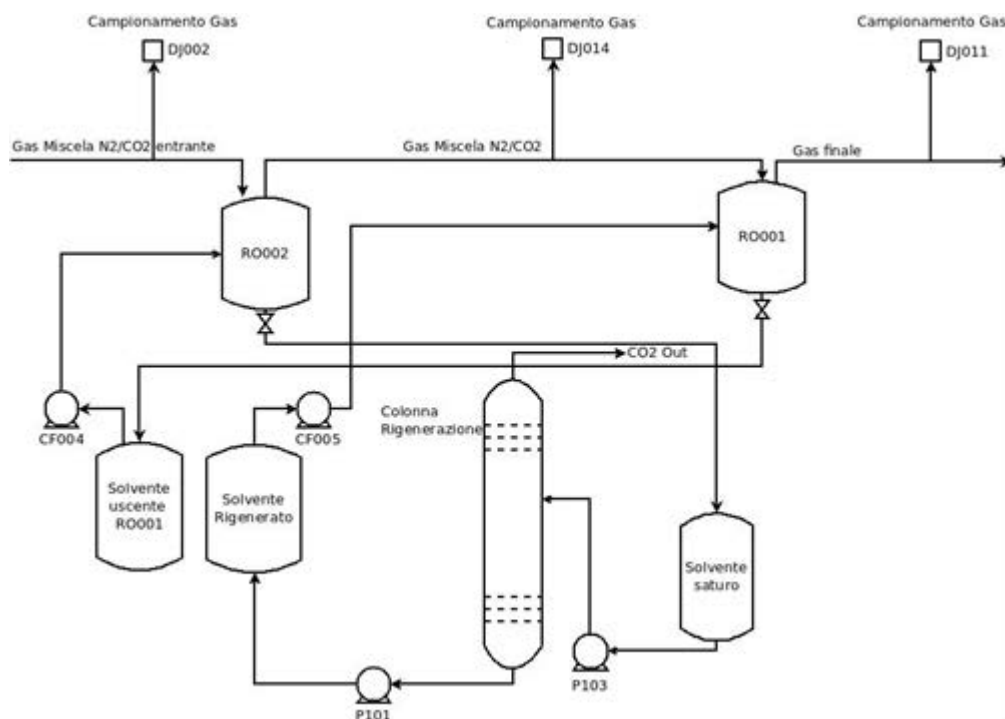 Campionamento Gas
Campionamento Gas
Campionamento Gas
DJ002
DJ014
DJ011
Gas Miscela N2/CO2 entrante
Gas Miscela N2/CO2
Gas finale
RO002
RO001
CO2 Out
Colonna
Rigenerazione
CF004
CF005
Solvente
uscente
RO001
Solvente
Rigenerato
Solvente
saturo
P103
P101